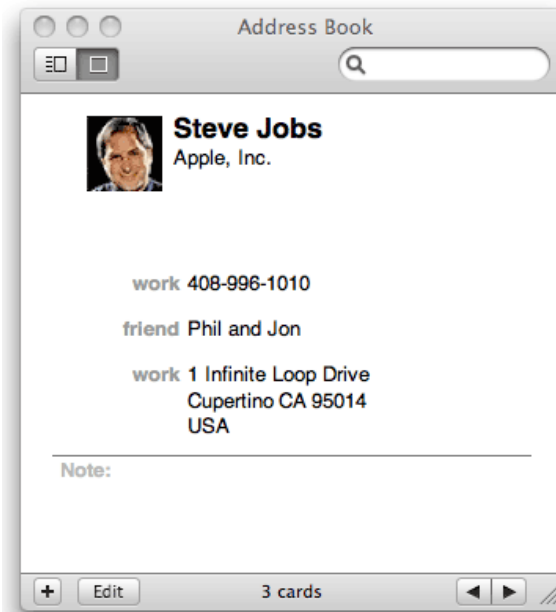 Address Book
Steve Jobs
Apple, Inc.
work 408-996-1010
friend Phil and Jon
work 1 Infinite Loop Drive
Cupertino CA 95014
USA
Note:
+ Edit 3 cards